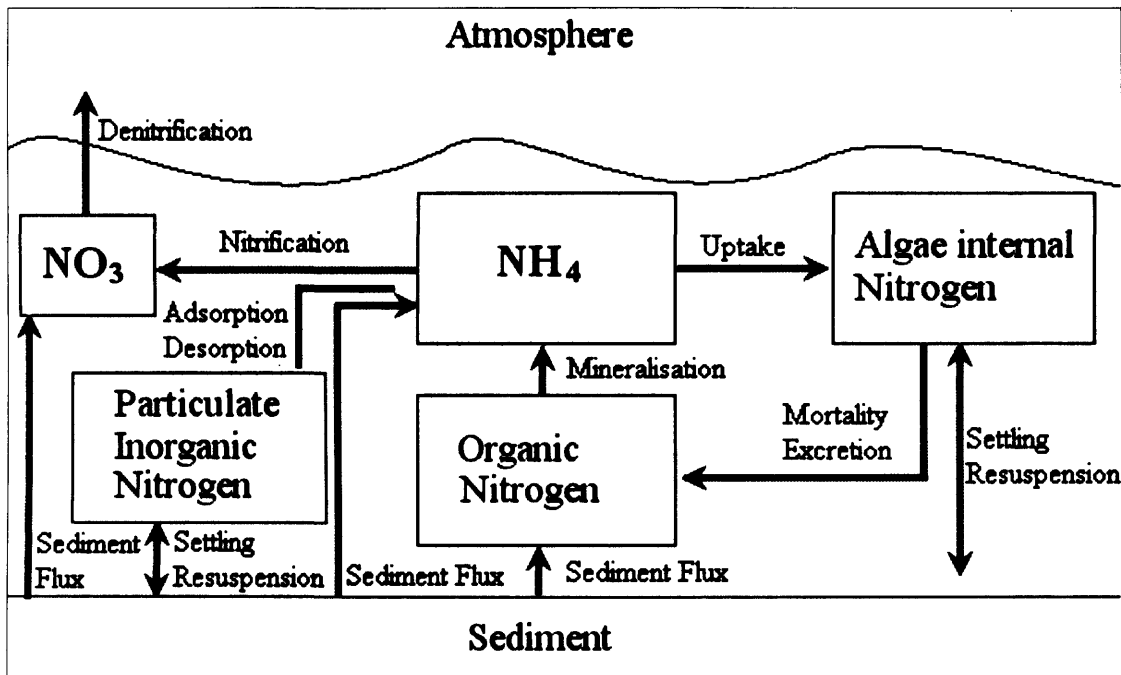 Atmosphere
Denitrification
NO₃
Nitrification
NH₄
Uptake
Algae internal
Nitrogen
Adsorption
Desorption
Mineralisation
Particulate
Inorganic
Nitrogen
Organic
Nitrogen
Mortality
Excretion
Settling
Resuspension
Sediment
Flux
Settling
Resuspension
Sediment Flux
Sediment Flux
Sediment